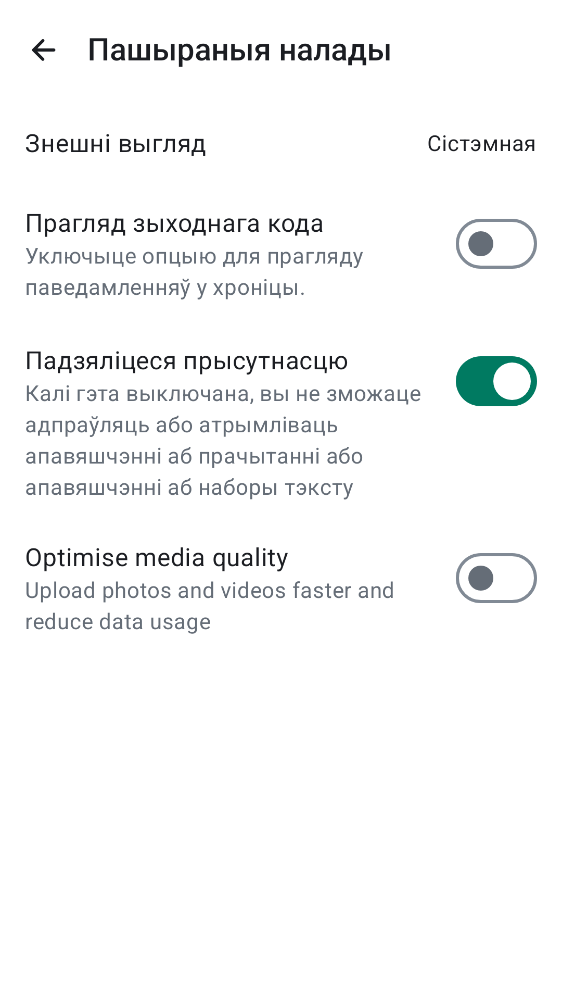 Пашыраныя налады
Знешні выгляд
Сістэмная
Прагляд зыходнага кода
Уключыце опцыю для прагляду
паведамленняў у хроніцы.
Падзяліцеся прысутнасцю
Калі гэта выключана, вы не зможаце
адпраўляць або атрымліваць
апавяшчэнні аб прачытанні або
апавяшчэнні аб наборы тэксту
Optimise media quality
Upload photos and videos faster and
reduce data usage